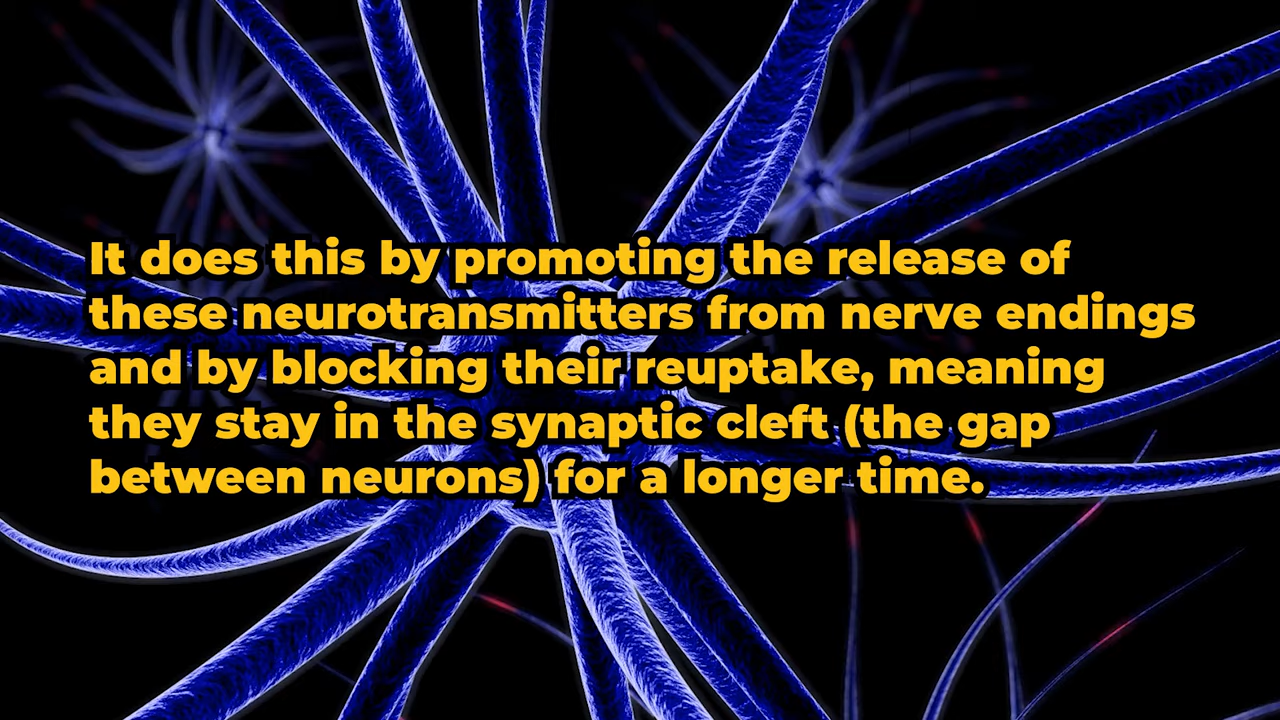 It does this by promoting the release of
these neurotransmitters from nerve endings
and by blocking their reuptake, meaning
they stay in the synaptic cleft (the gap
between neurons) for a longer time.